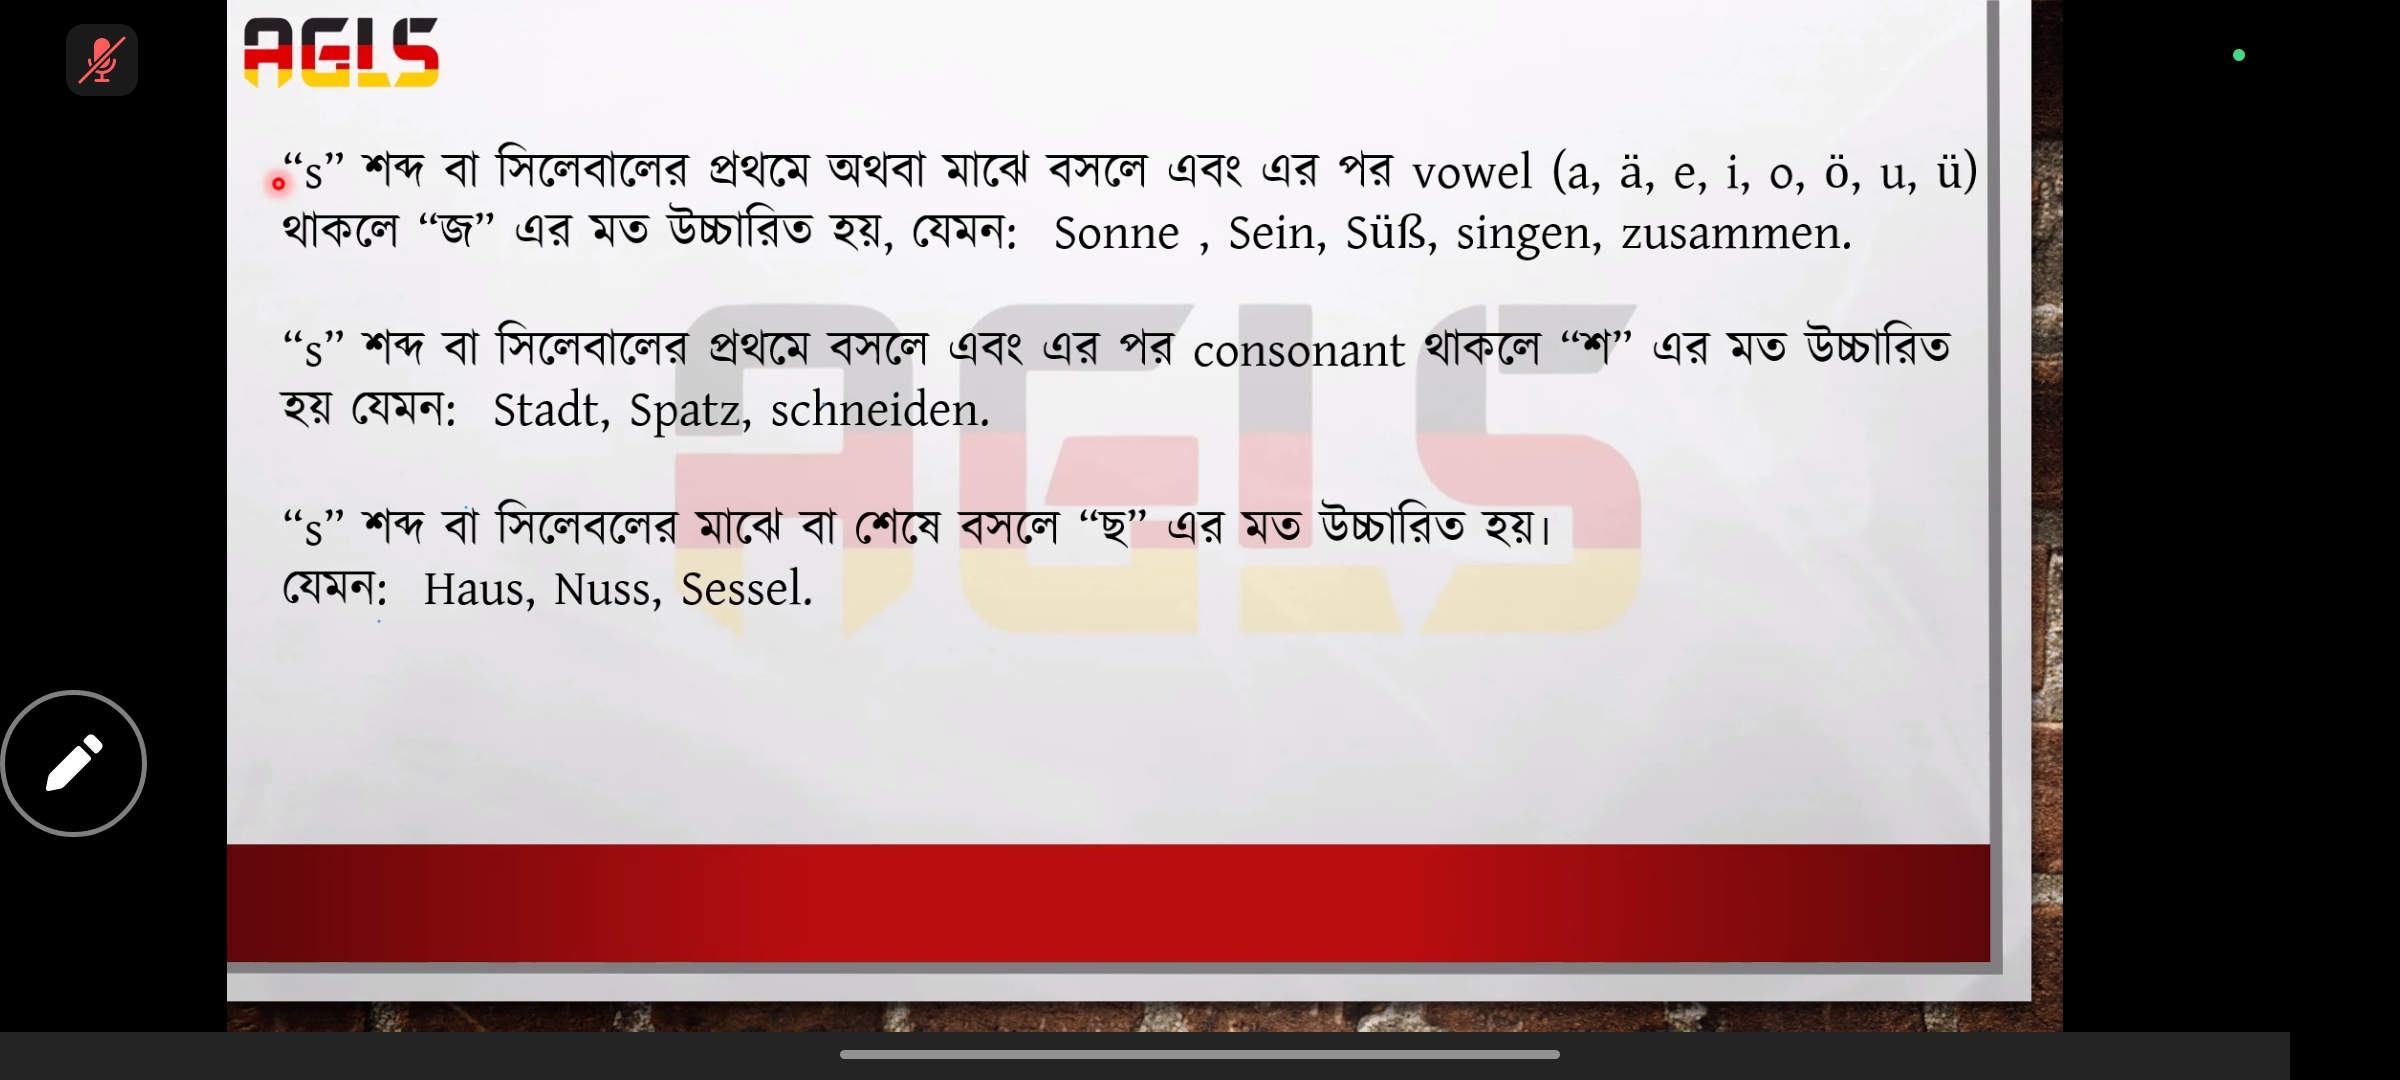 AGLS
“s” শব্দ বা সিলেবালের প্রথমে অথবা মাঝে বসলে এবং এর পর vowel (a, ä, e, i, o, ö, u, ü)
থাকলে “জ” এর মত উচ্চারিত হয়, যেমন: Sonne , Sein, Süß, singen, zusammen.
“s” শব্দ বা সিলেবালের প্রথমে বসলে এবং এর পর consonant থাকলে “শ” এর মত উচ্চারিত
হয় যেমন: Stadt, Spatz, schneiden.
“s” শব্দ বা সিলেবলের মাঝে বা শেষে বসলে “ছ” এর মত উচ্চারিত হয়।
যেমন: Haus, Nuss, Sessel.
AGLS